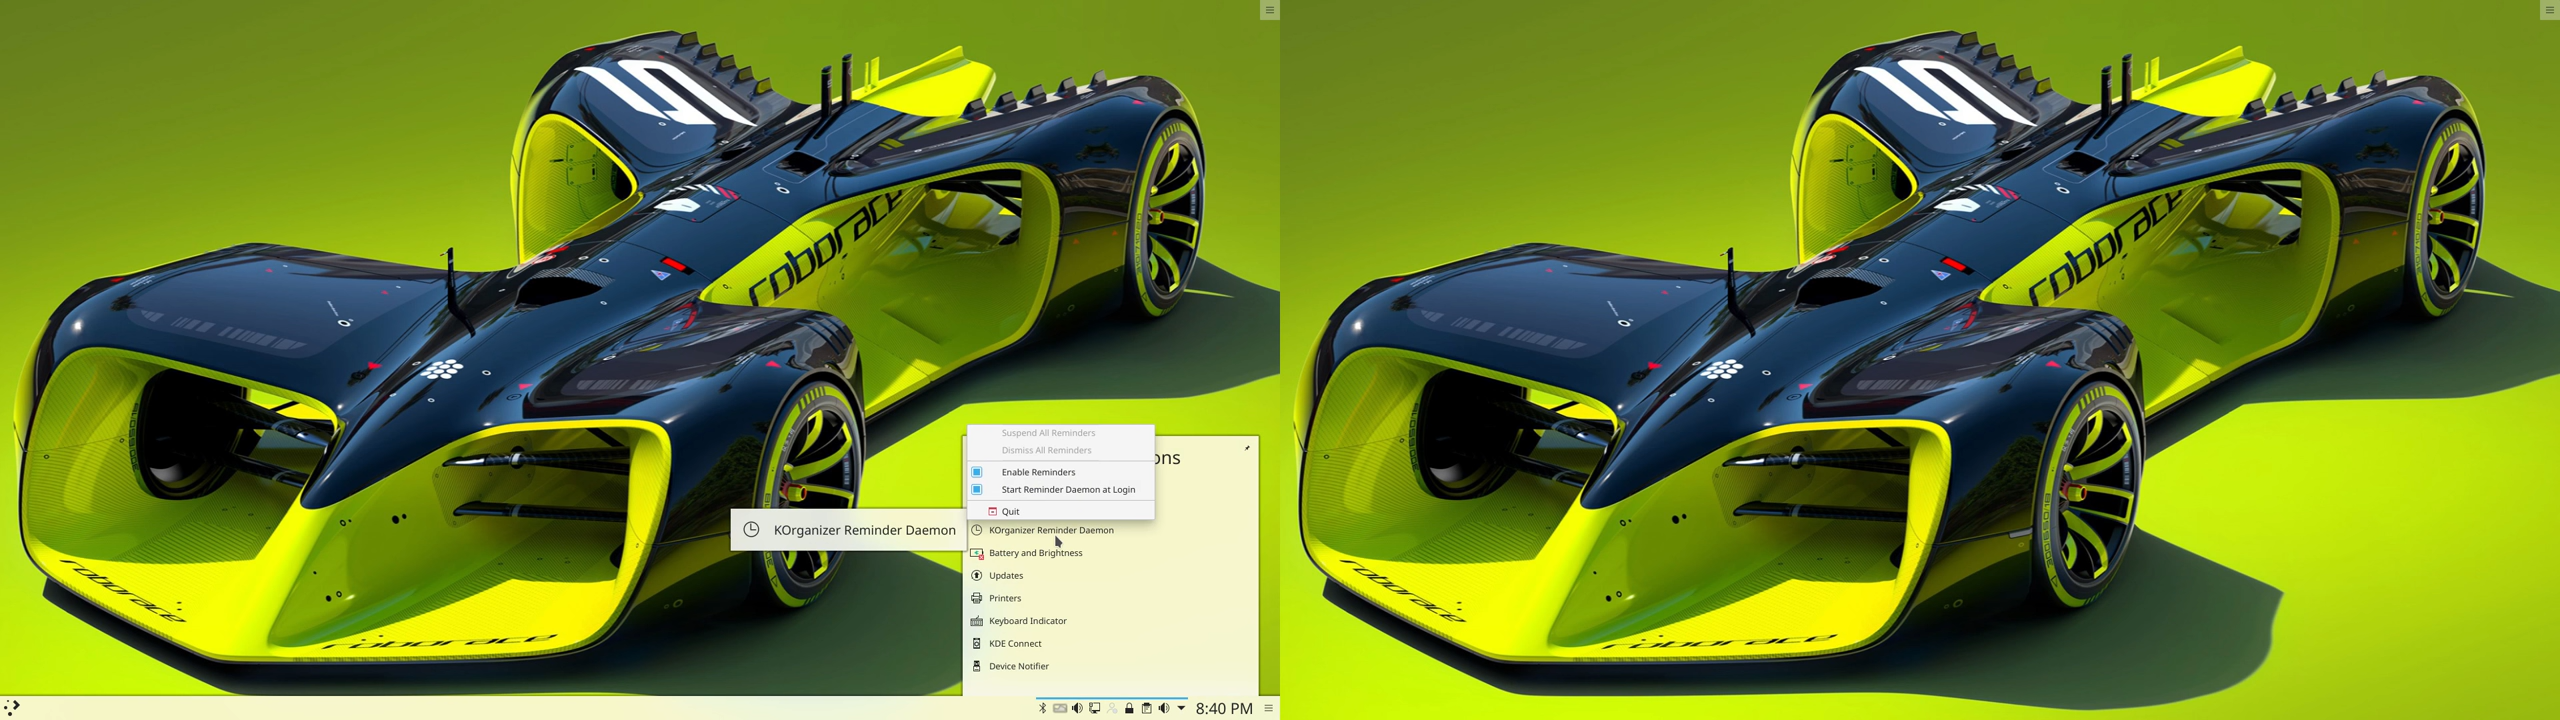 roborace
Suspend All Reminders
Dismiss All Reminders
ons
Enable Reminders
Start Reminder Daemon at Login
Quit
KOrganizer Reminder Daemon
KOrganizer Reminder Daemon
Battery and Brightness
Updates
Printers
Keyboard Indicator
KDE Connect
Device Notifier
roborace
roborace
8:40 PM
roborace
roborace
roborace